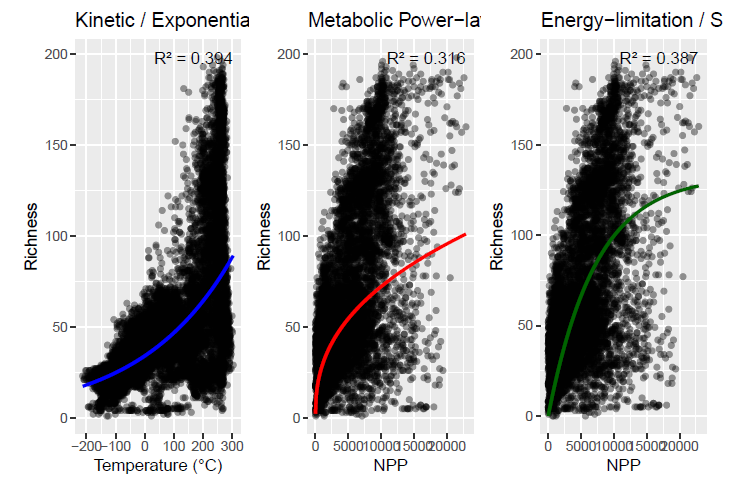 Kinetic / Exponentia
R² = 0.394
Richness
200
150
100
50
0
−200−100 0 100 200 300
Temperature (°C)
Metabolic Power−la
R² = 0.316
Richness
200
150
100
50
0
0 5000 10000 15000 20000
NPP
Energy−limitation / S
R² = 0.387
Richness
200
150
100
50
0
0 5000 10000 15000 20000
NPP